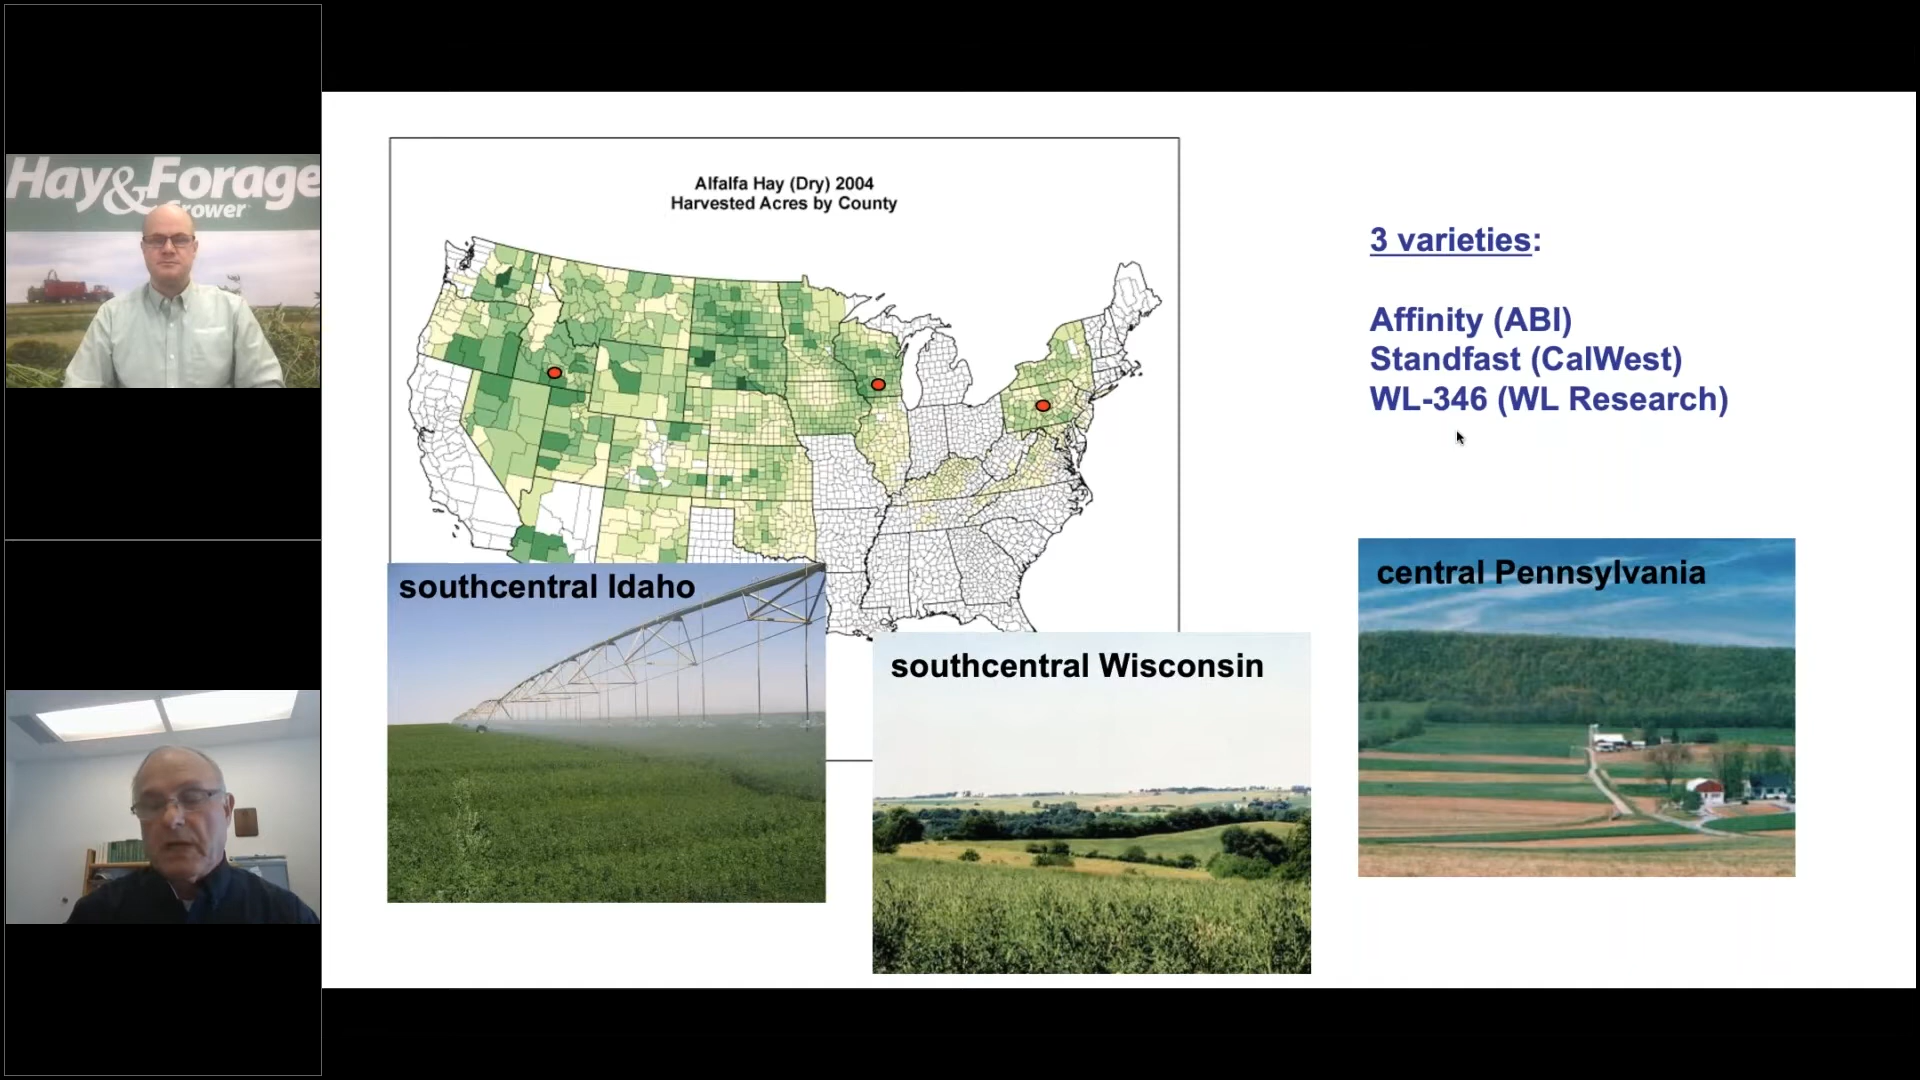 Hay&Forage
Grower
Alfalfa Hay (Dry) 2004
Harvested Acres by County
3 varieties:
Affinity (ABI)
Standfast (CalWest)
WL-346 (WL Research)
southcentral Idaho
southcentral Wisconsin
central Pennsylvania